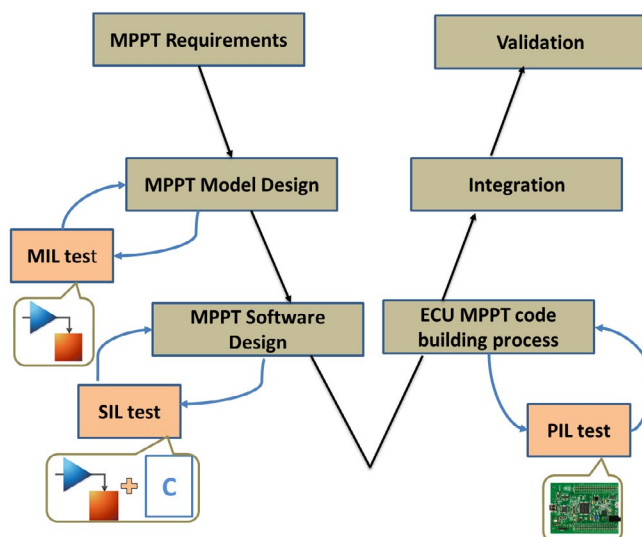 MPPT Requirements
Validation
MPPT Model Design
Integration
MIL test
MPPT Software
Design
ECU MPPT code
building process
SIL test
PIL test
C